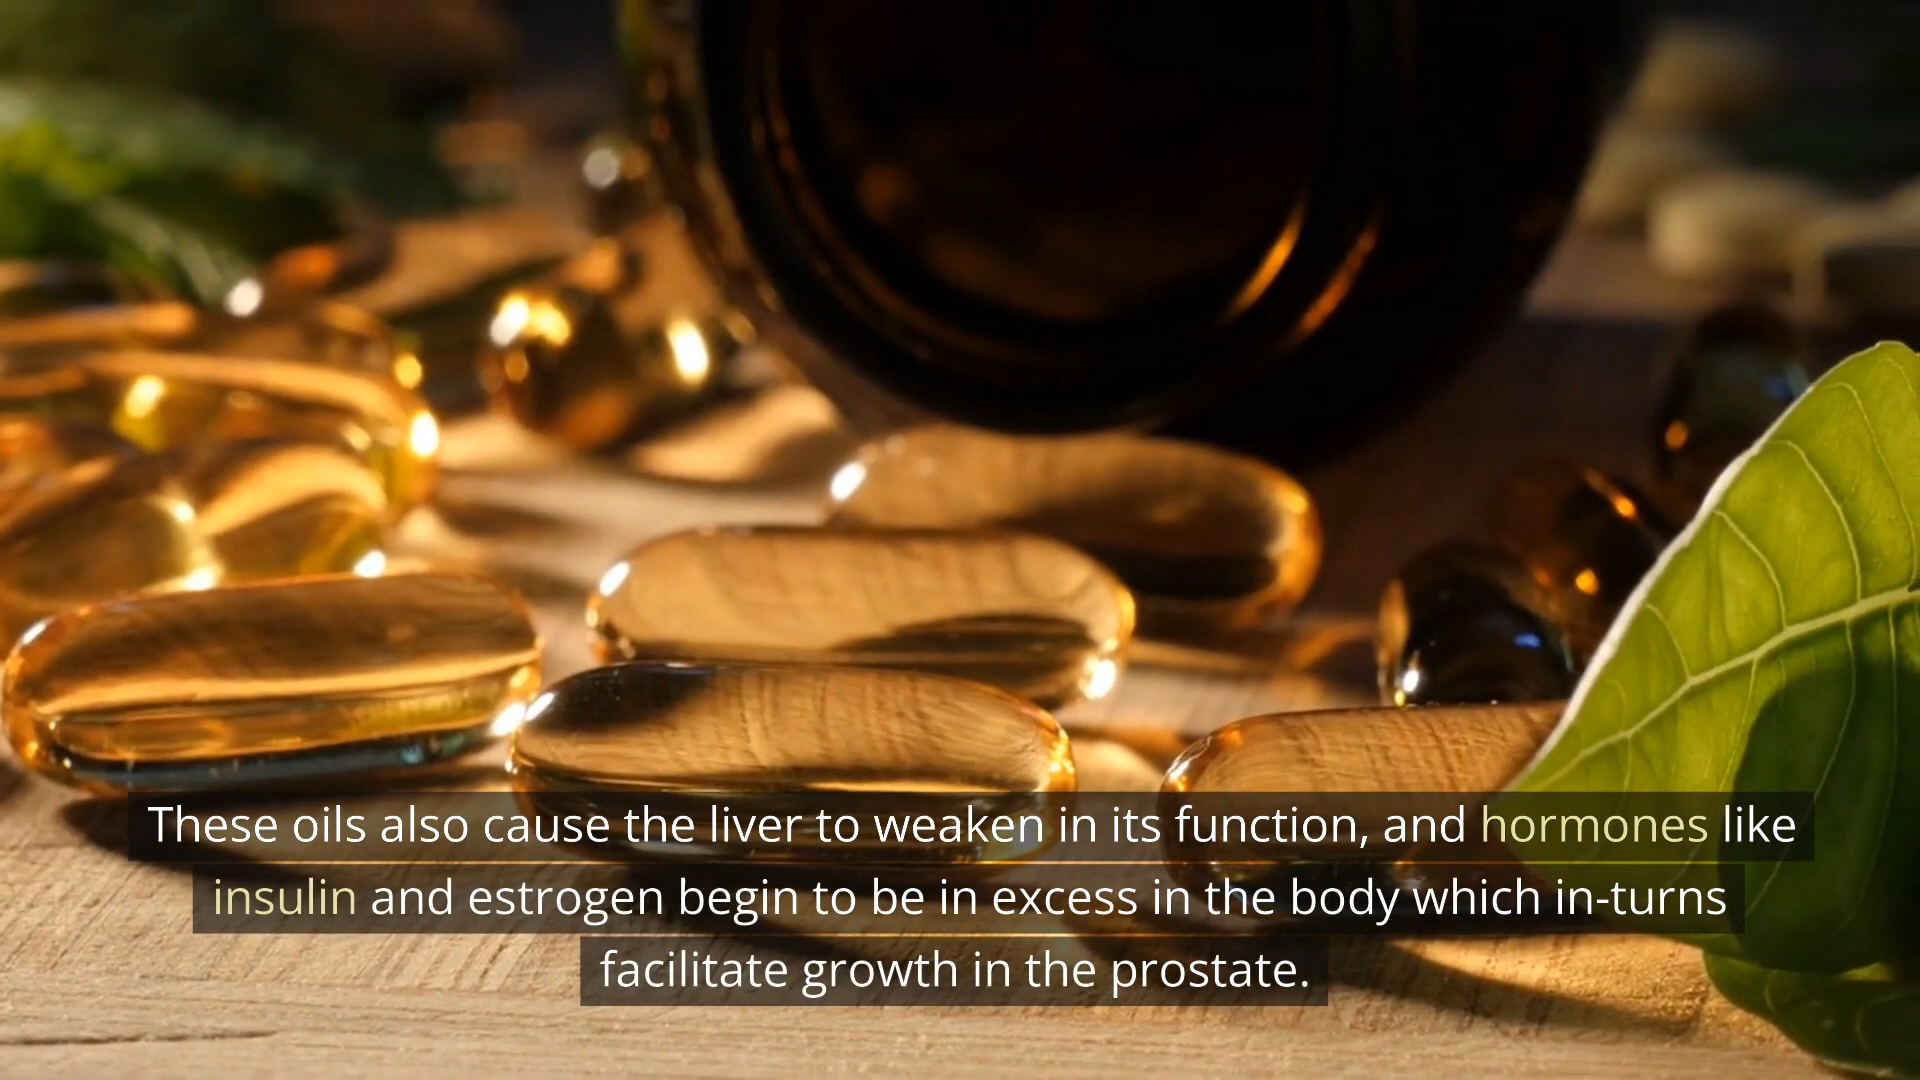 These oils also cause the liver to weaken in its function, and hormones like
insulin and estrogen begin to be in excess in the body which in-turns
facilitate growth in the prostate.